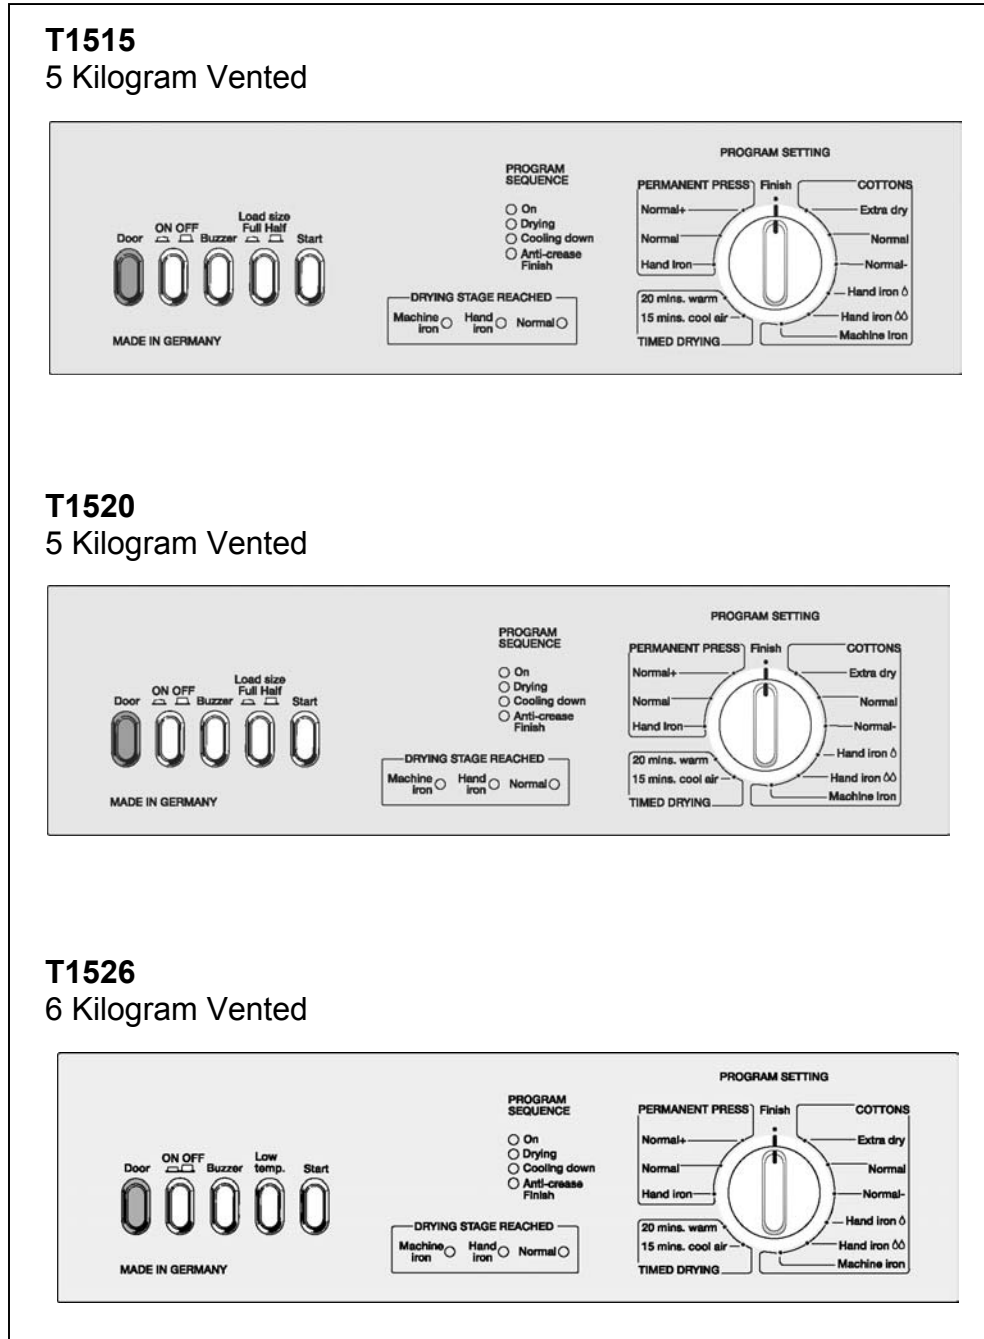 T1515
5 Kilogram Vented
PROGRAM SETTING
PROGRAM
SEQUENCE
On
Drying
Cooling down
Anti-crease
Finish
PERMANENT PRESS Finish COTTONS
Normal+ Extra dry
Normal Normal
Hand Iron Normal-
20 mins. warm Hand iron
15 mins. cool air Hand iron
TIMED DRYING Machine Iron
Load size
ON OFF Full Half
Door Buzzer Start
DRYING STAGE REACHED
Machine Hand Normal
iron iron
MADE IN GERMANY
T1520
5 Kilogram Vented
PROGRAM SETTING
PROGRAM
SEQUENCE
On
Drying
Cooling down
Anti-crease
Finish
PERMANENT PRESS Finish COTTONS
Normal+ Extra dry
Normal Normal
Hand Iron Normal-
20 mins. warm Hand iron
15 mins. cool air Hand iron
TIMED DRYING Machine Iron
Load size
ON OFF Full Half
Door Buzzer Start
DRYING STAGE REACHED
Machine Hand Normal
iron iron
MADE IN GERMANY
T1526
6 Kilogram Vented
PROGRAM SETTING
PROGRAM
SEQUENCE
On
Drying
Cooling down
Anti-crease
Finish
PERMANENT PRESS Finish COTTONS
Normal+ Extra dry
Normal Normal
Hand iron Normal-
20 mins. warm Hand iron
15 mins. cool air Hand iron
TIMED DRYING Machine Iron
ON OFF Low
Door Buzzer temp. Start
DRYING STAGE REACHED
Machine Hand Normal
iron iron
MADE IN GERMANY